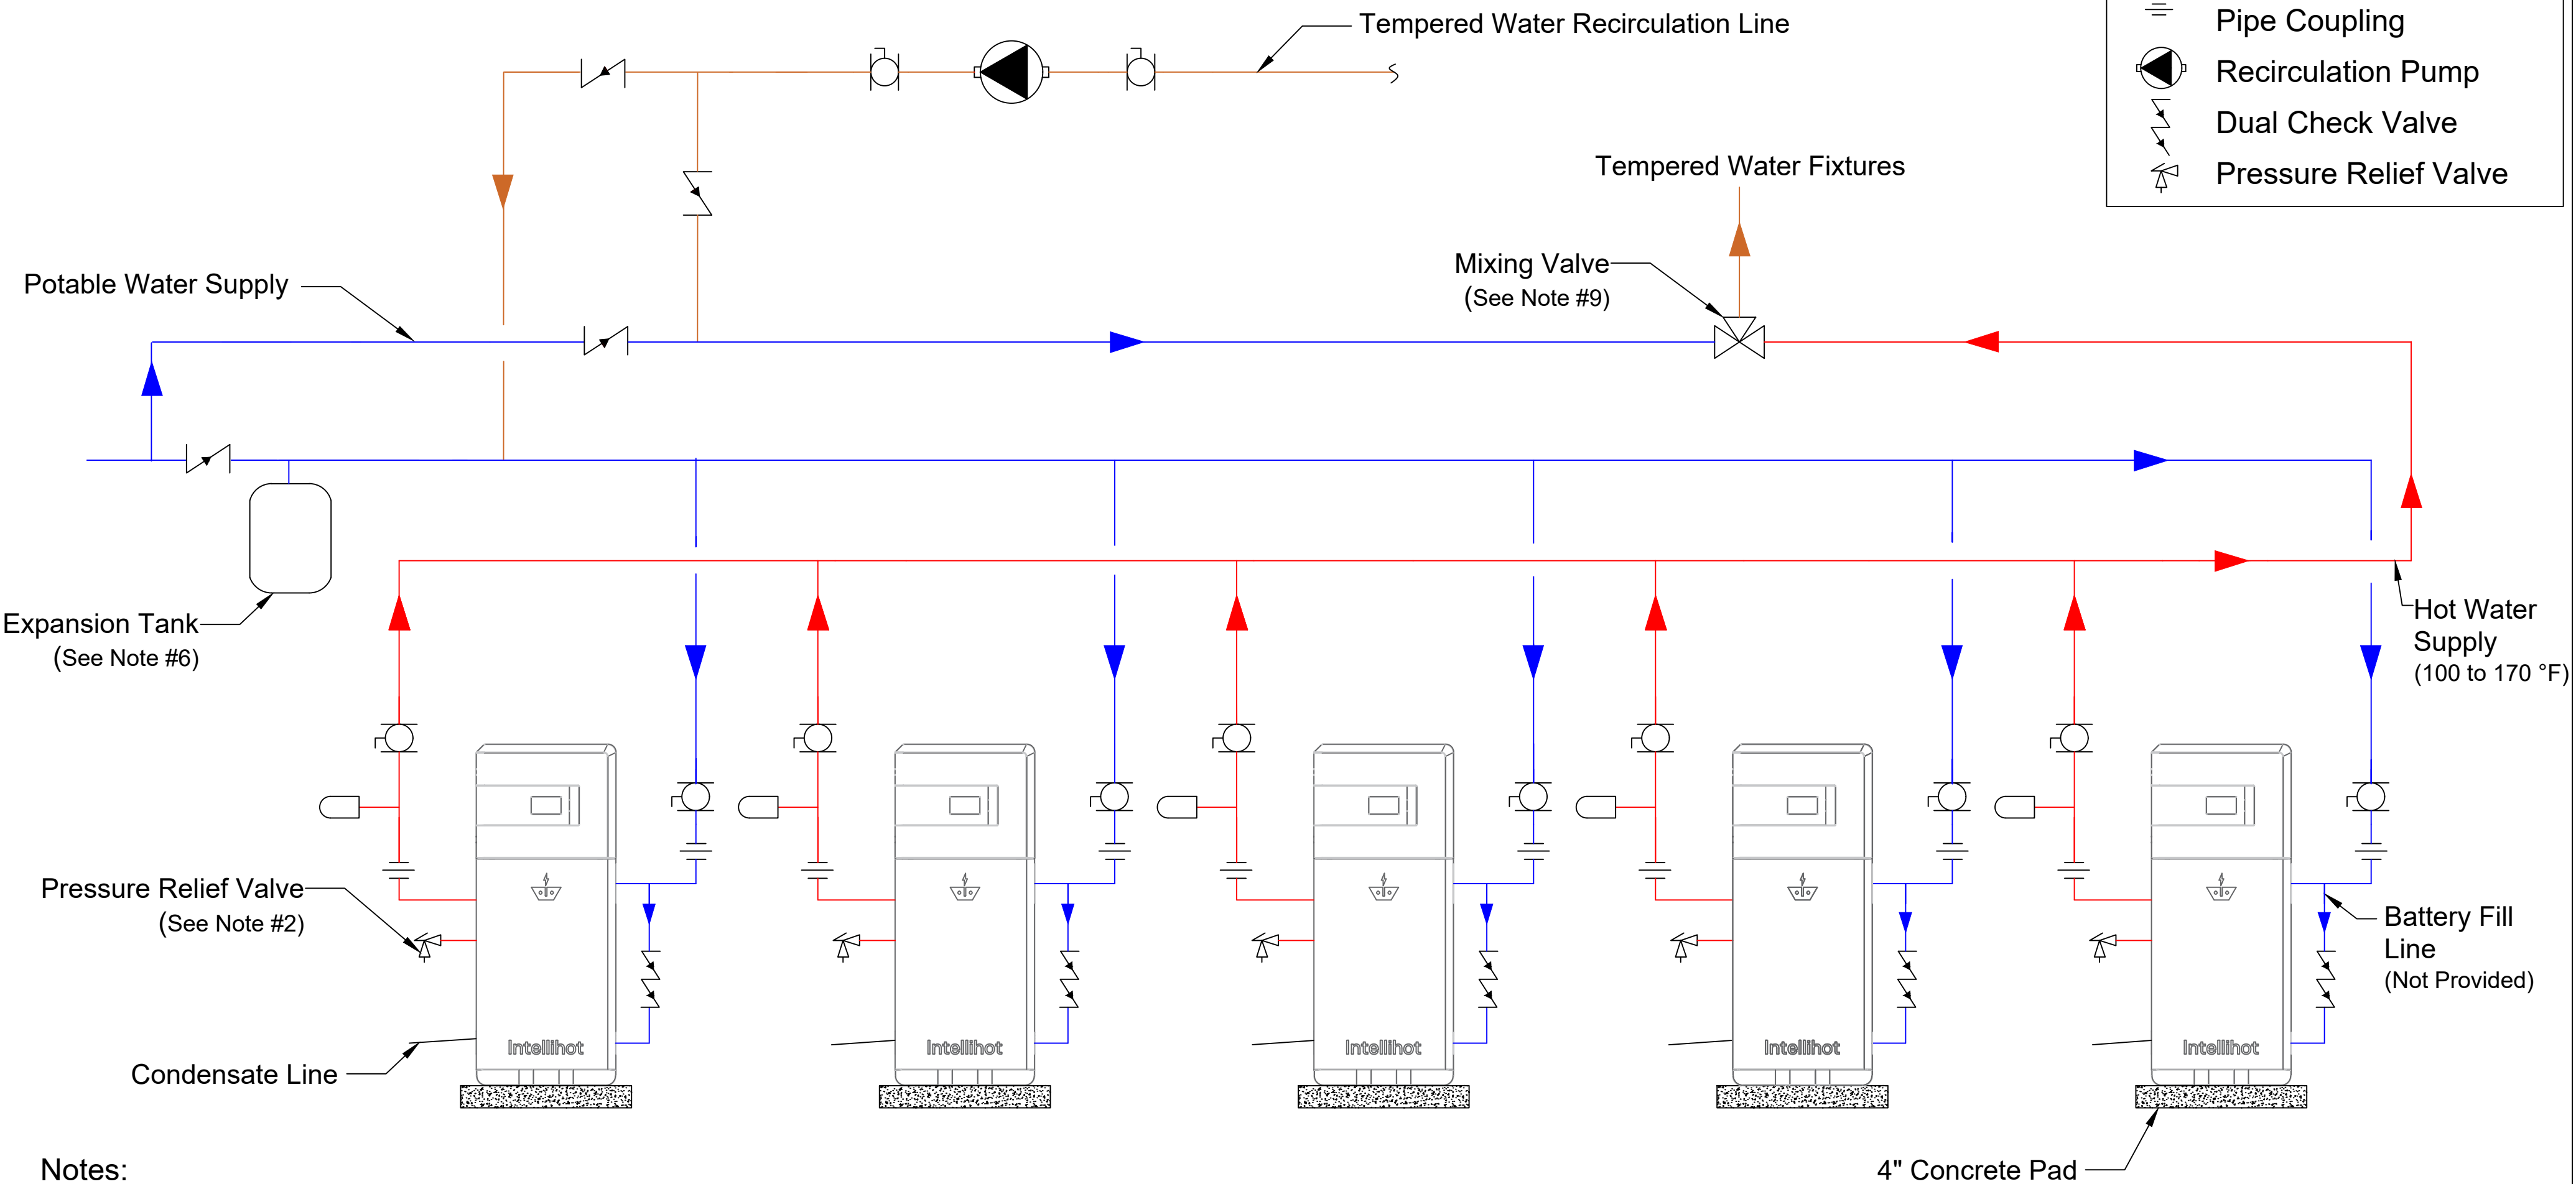 Tempered Water Recirculation Line
Pipe Coupling
Recirculation Pump
Dual Check Valve
Pressure Relief Valve
Tempered Water Fixtures
Potable Water Supply
Mixing Valve
(See Note #9)
Expansion Tank
(See Note #6)
Hot Water
Supply
(100 to 170 °F)
Pressure Relief Valve
(See Note #2)
Battery Fill
Line
(Not Provided)
Condensate Line
Intellihot
Intellihot
Intellihot
Intellihot
Intellihot
4" Concrete Pad
Notes: